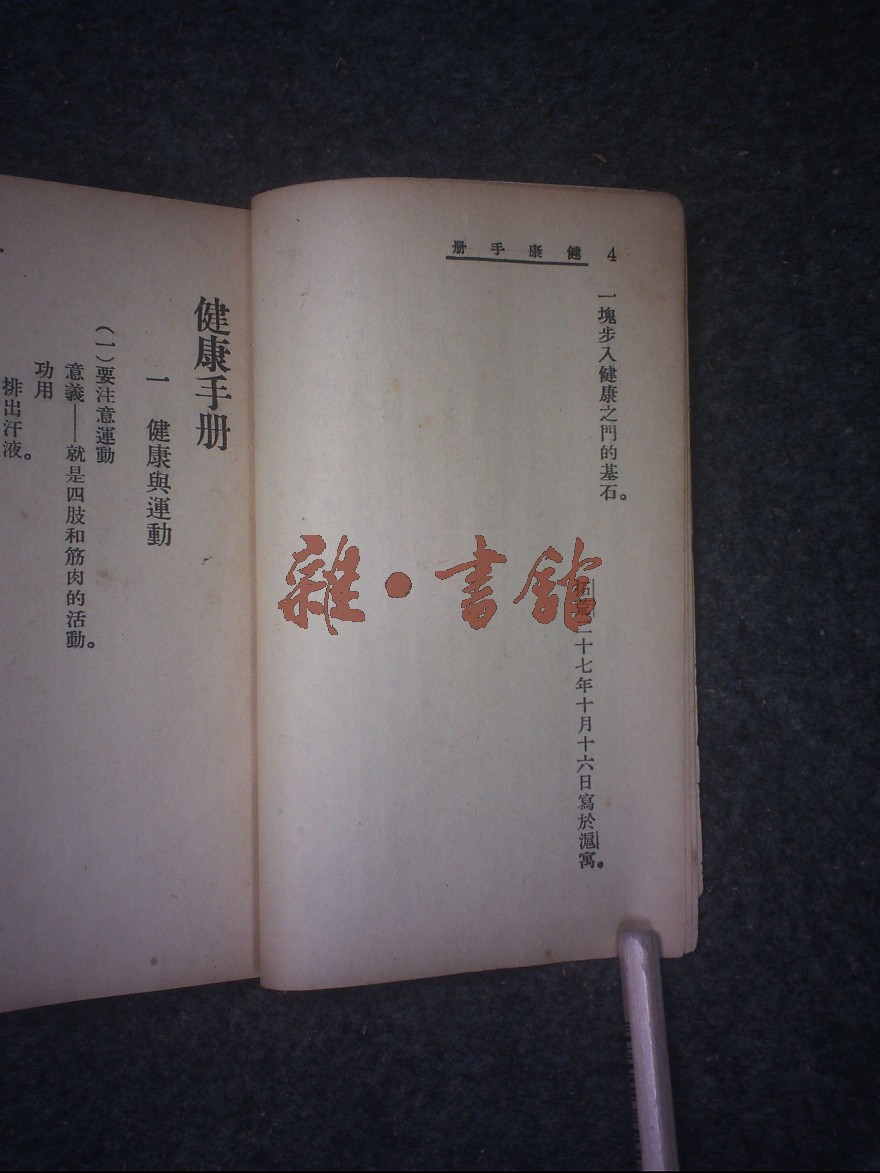 4 健康手册
一塊步入健康之門的基石。
拓荒二十七年十月十六日寫於滬寓。
雜·書館
健康手册
一 健康與運動
(一)要注意運動
意義——就是四肢和筋肉的活動。
功用
排出汗液。